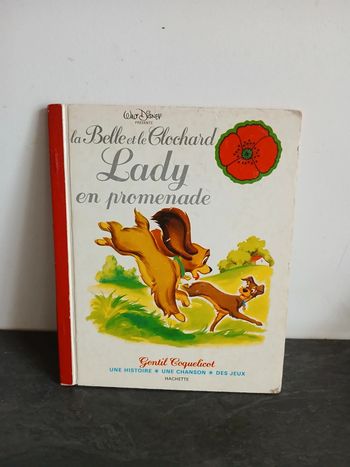 Walt Disney
PRÉSENTE
la Belle et le Clochard
Lady
en promenade
Gentil Coquelicot
UNE HISTOIRE * UNE CHANSON * DES JEUX
HACHETTE